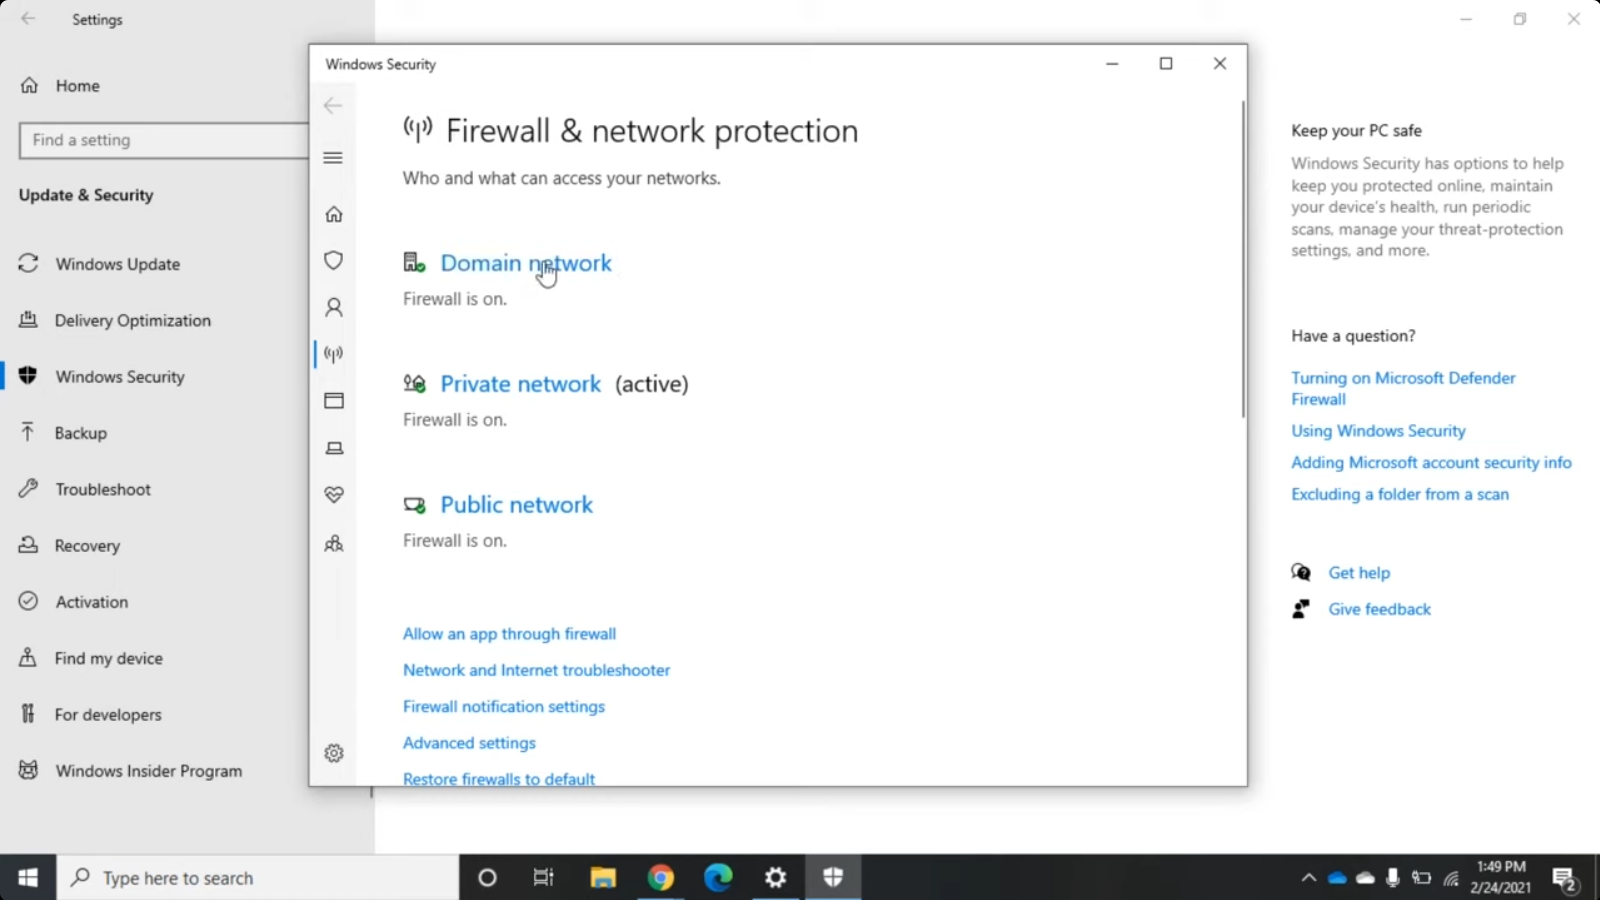 Settings
Home
Find a setting
Update & Security
Windows Update
Delivery Optimization
Windows Security
Backup
Troubleshoot
Recovery
Activation
Find my device
For developers
Windows Insider Program
Windows Security
Firewall & network protection
Who and what can access your networks.
Domain network
Firewall is on.
Private network (active)
Firewall is on.
Public network
Firewall is on.
Allow an app through firewall
Network and Internet troubleshooter
Firewall notification settings
Advanced settings
Restore firewalls to default
Keep your PC safe
Windows Security has options to help
keep you protected online, maintain
your device's health, run periodic
scans, manage your threat-protection
settings, and more.
Have a question?
Turning on Microsoft Defender
Firewall
Using Windows Security
Adding Microsoft account security info
Excluding a folder from a scan
Get help
Give feedback
Type here to search
1:49 PM
2/24/2021
2